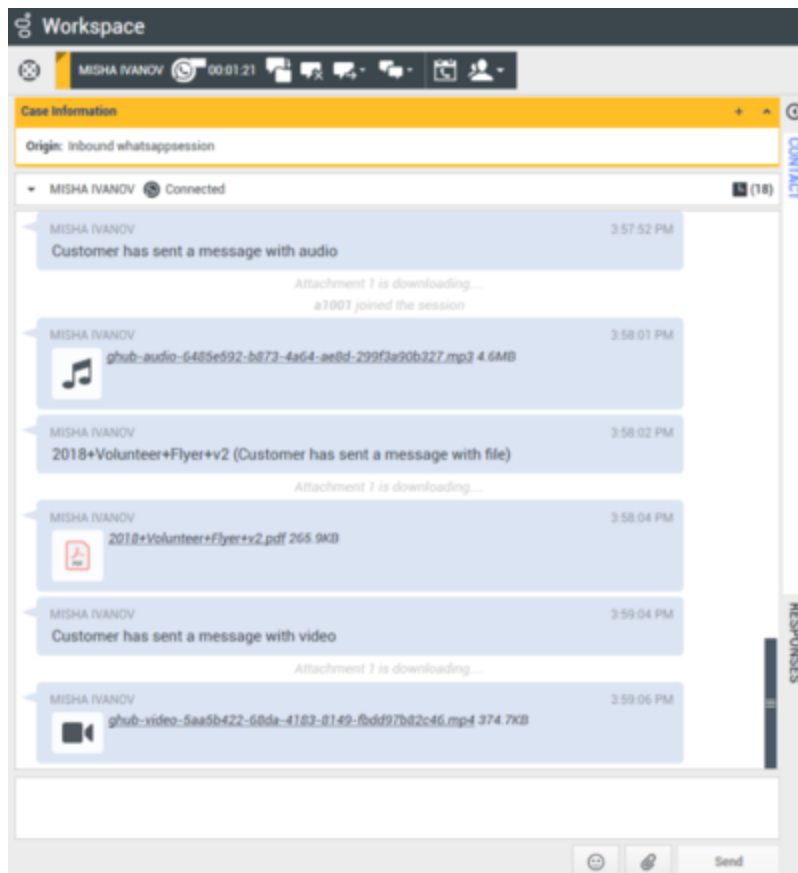 Workspace
MISHA IVANOV 00:01:21
Case Information
Origin: Inbound whatsappsession
MISHA IVANOV Connected (18)
CONTACT
MISHA IVANOV 3:57:52 PM
Customer has sent a message with audio
Attachment 1 is downloading....
a1001 joined the session
MISHA IVANOV 3:58:01 PM
ghub-audio-6485e592-b873-4a64-ae8d-299f3a90b327.mp3 4.6MB
MISHA IVANOV 3:58:02 PM
2018+Volunteer+Flyer+v2 (Customer has sent a message with file)
Attachment 1 is downloading....
MISHA IVANOV 3:58:04 PM
2018+Volunteer+Flyer+v2.pdf 265.9KB
PDF
MISHA IVANOV 3:59:04 PM
Customer has sent a message with video
RESPONSES
Attachment 1 is downloading....
MISHA IVANOV 3:59:06 PM
ghub-video-5aa5b422-68da-4183-8149-fbdd97b82c46.mp4 374.7KB
Send